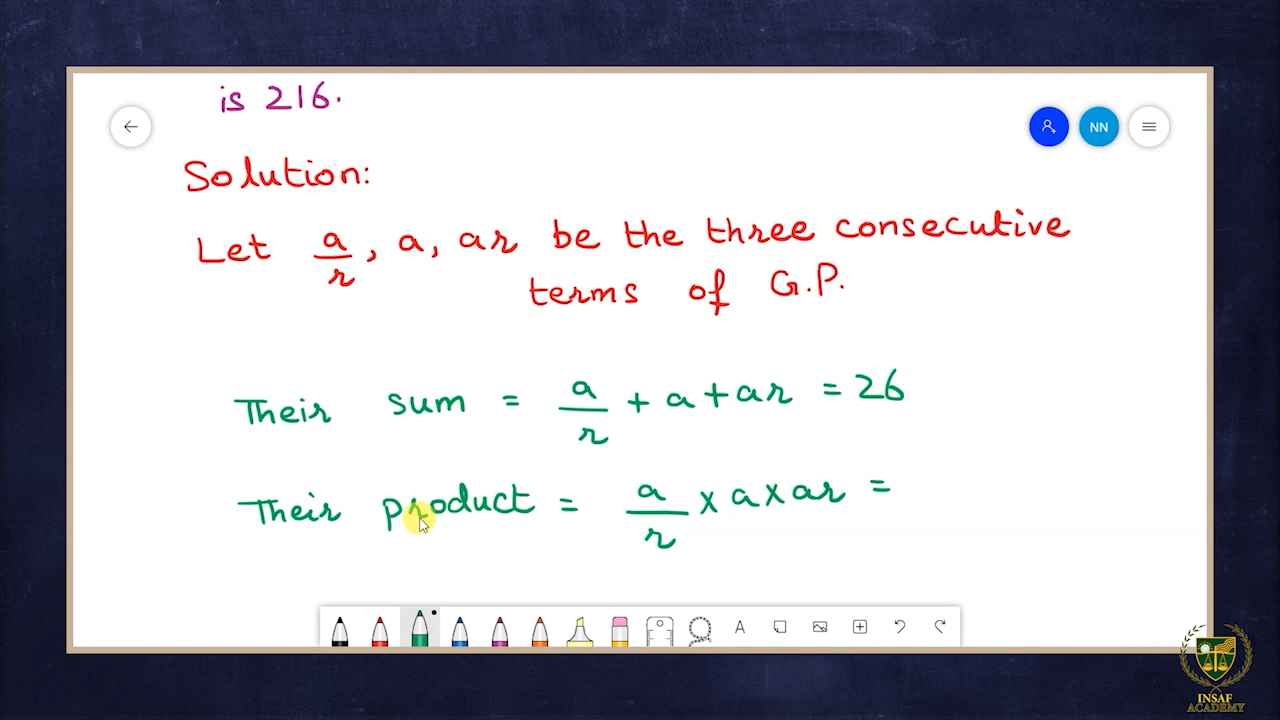 is 216.
NN
Solution:
Let a/r, a, ar be the three consecutive
terms of G.P.
Their sum = a/r + a + ar = 26
Their product = a/r × a × ar =
A
INSAF
ACADEMY